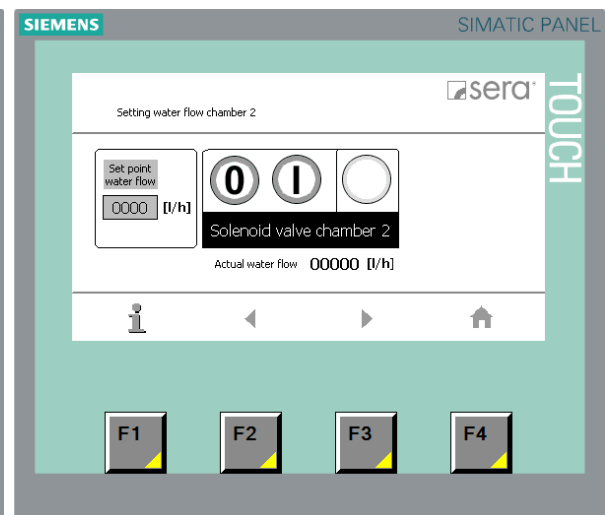 SIEMENS
SIMATIC PANEL
sera
TOUCH
Setting water flow chamber 2
Set point
water flow
0000 [l/h]
0 I
Solenoid valve chamber 2
Actual water flow 00000 [l/h]
i
F1 F2 F3 F4